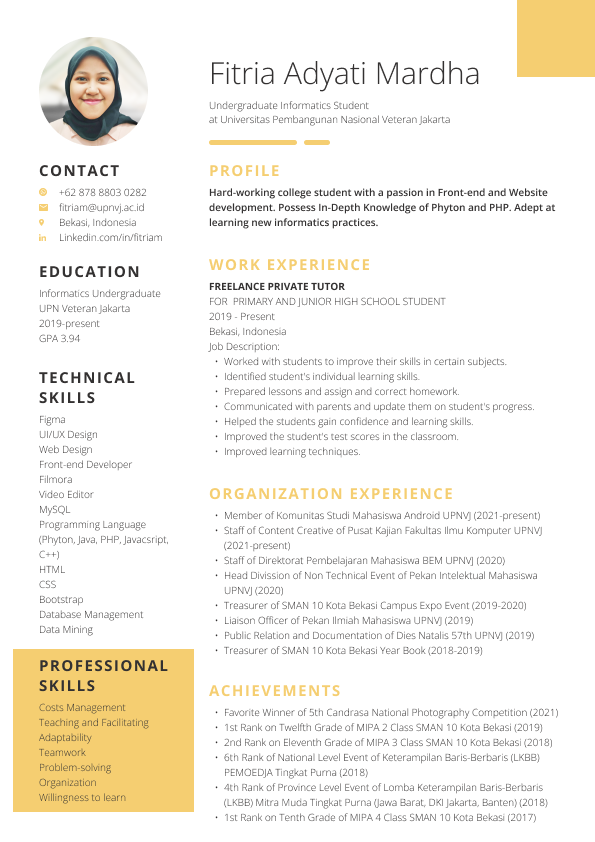 Fitria Adyati Mardha
Undergraduate Informatics Student
at Universitas Pembangunan Nasional Veteran Jakarta
CONTACT
+62 878 8803 0282
fitriam@upnvj.ac.id
Bekasi, Indonesia
Linkedin.com/in/fitriam
EDUCATION
Informatics Undergraduate
UPN Veteran Jakarta
2019-present
GPA 3.94
TECHNICAL
SKILLS
Figma
UI/UX Design
Web Design
Front-end Developer
Filmora
Video Editor
MySQL
Programming Language
(Phyton, Java, PHP, Javacsript,
C++)
HTML
CSS
Bootstrap
Database Management
Data Mining
PROFESSIONAL
SKILLS
Costs Management
Teaching and Facilitating
Adaptability
Teamwork
Problem-solving
Organization
Willingness to learn
PROFILE
Hard-working college student with a passion in Front-end and Website
development. Possess In-Depth Knowledge of Phyton and PHP. Adept at
learning new informatics practices.
WORK EXPERIENCE
FREELANCE PRIVATE TUTOR
FOR PRIMARY AND JUNIOR HIGH SCHOOL STUDENT
2019 - Present
Bekasi, Indonesia
Job Description:
• Worked with students to improve their skills in certain subjects.
• Identified student's individual learning skills.
• Prepared lessons and assign and correct homework.
• Communicated with parents and update them on student's progress.
• Helped the students gain confidence and learning skills.
• Improved the student's test scores in the classroom.
• Improved learning techniques.
ORGANIZATION EXPERIENCE
• Member of Komunitas Studi Mahasiswa Android UPNVJ (2021-present)
• Staff of Content Creative of Pusat Kajian Fakultas Ilmu Komputer UPNVJ
(2021-present)
• Staff of Direktorat Pembelajaran Mahasiswa BEM UPNVJ (2020)
• Head Divission of Non Technical Event of Pekan Intelektual Mahasiswa
UPNVJ (2020)
• Treasurer of SMAN 10 Kota Bekasi Campus Expo Event (2019-2020)
• Liaison Officer of Pekan Ilmiah Mahasiswa UPNVJ (2019)
• Public Relation and Documentation of Dies Natalis 57th UPNVJ (2019)
• Treasurer of SMAN 10 Kota Bekasi Year Book (2018-2019)
ACHIEVEMENTS
• Favorite Winner of 5th Candrasa National Photography Competition (2021)
• 1st Rank on Twelfth Grade of MIPA 2 Class SMAN 10 Kota Bekasi (2019)
• 2nd Rank on Eleventh Grade of MIPA 3 Class SMAN 10 Kota Bekasi (2018)
• 6th Rank of National Level Event of Keterampilan Baris-Berbaris (LKBB)
PEMOEDJA Tingkat Purna (2018)
• 4th Rank of Province Level Event of Lomba Keterampilan Baris-Berbaris
(LKBB) Mitra Muda Tingkat Purna (Jawa Barat, DKI Jakarta, Banten) (2018)
• 1st Rank on Tenth Grade of MIPA 4 Class SMAN 10 Kota Bekasi (2017)